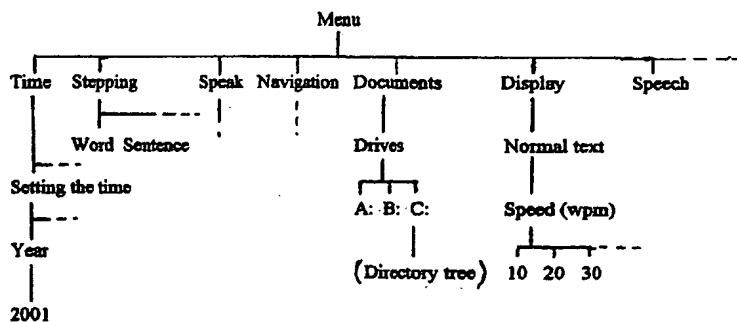 Menu
Time Stepping Speak Navigation Documents Display Speech
Word Sentence Drives Normal text
Setting the time A: B: C: Speed (wpm)
Year (Directory tree) 10 20 30
2001